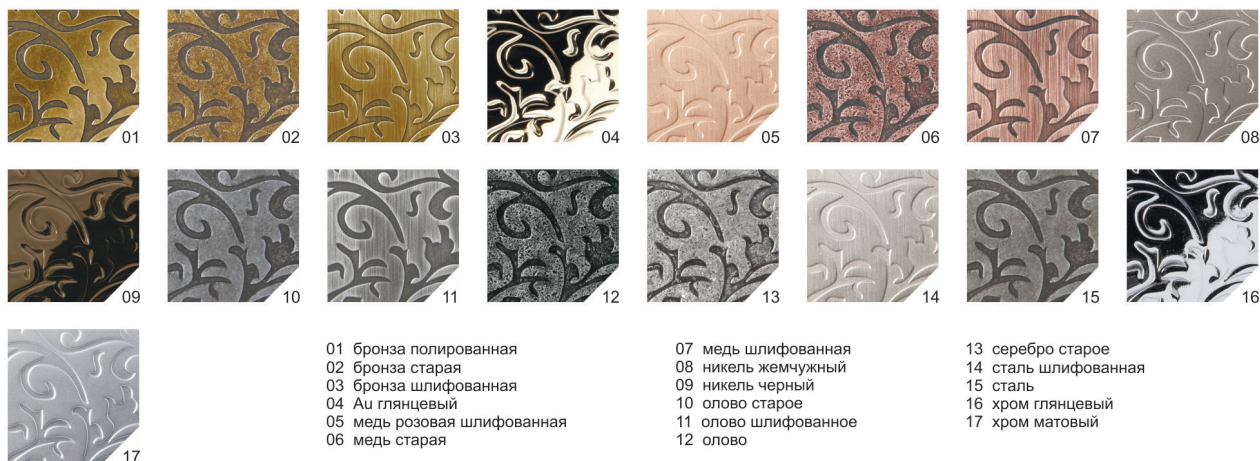 01
02
03
04
05
06
07
08
09
10
11
12
13
14
15
16
17
01 бронза полированная
02 бронза старая
03 бронза шлифованная
04 Au глянцевый
05 медь розовая шлифованная
06 медь старая
07 медь шлифованная
08 никель жемчужный
09 никель черный
10 олово старое
11 олово шлифованное
12 олово
13 серебро старое
14 сталь шлифованная
15 сталь
16 хром глянцевый
17 хром матовый